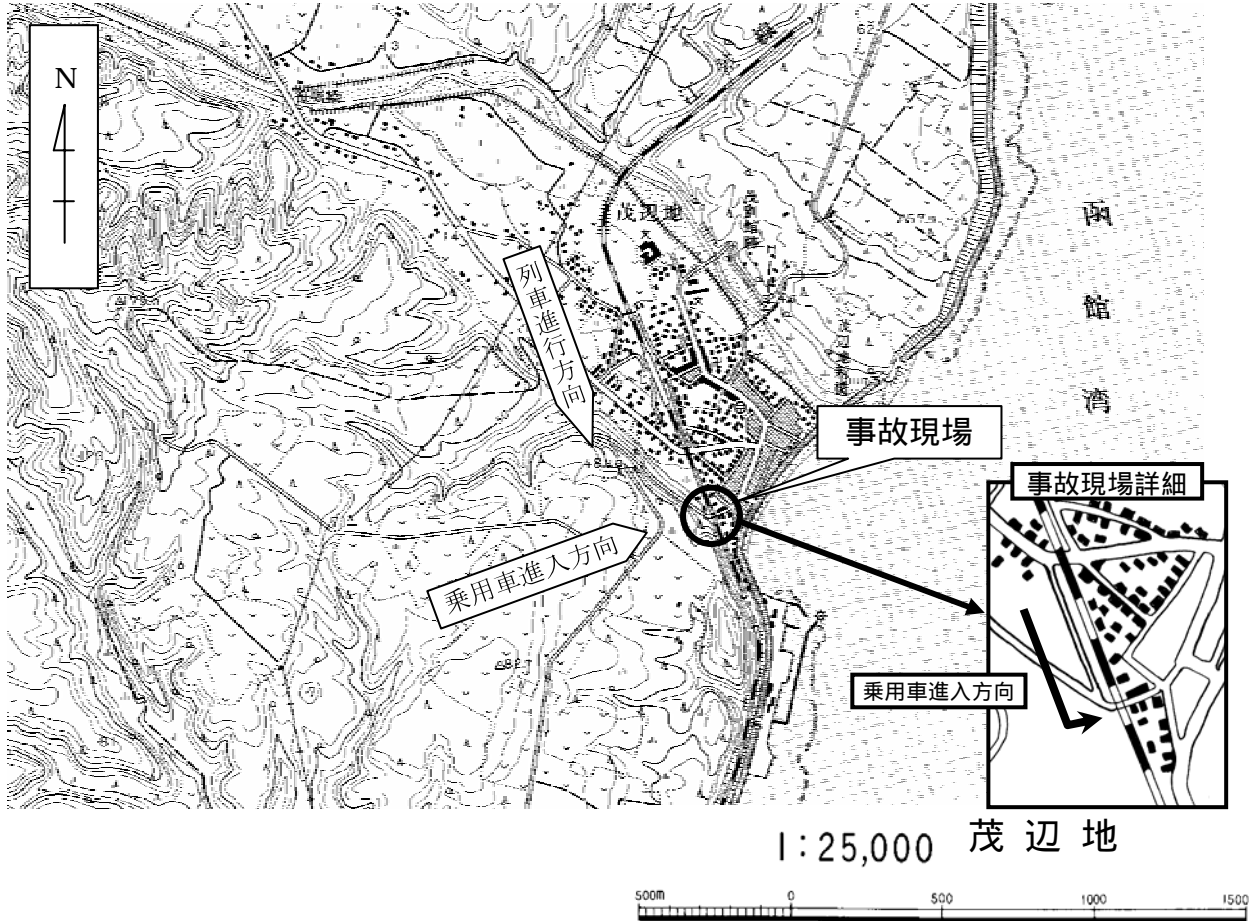 N
茂辺地
函館湾
列車進行方向
事故現場
乗用車進入方向
事故現場詳細
乗用車進入方向
1:25,000 茂辺地
500m 0 500 1000 1500